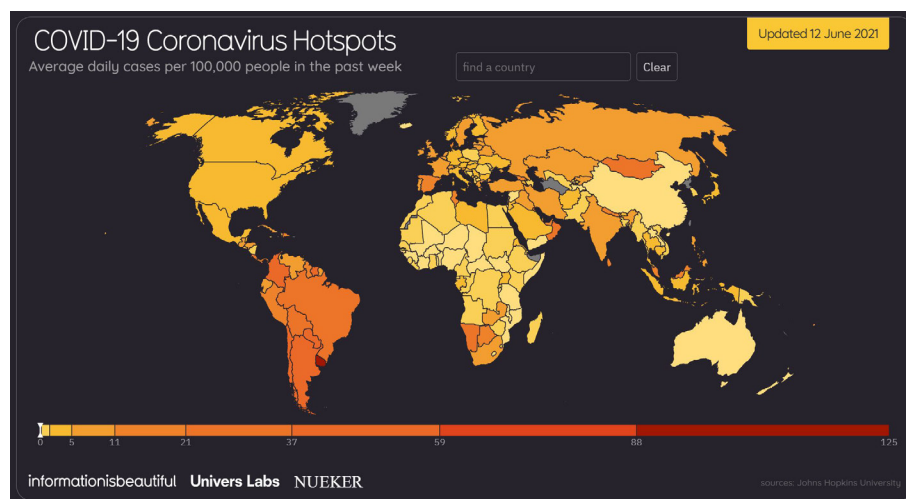 COVID-19 Coronavirus Hotspots
Updated 12 June 2021
Average daily cases per 100,000 people in the past week
find a country
Clear
0 5 11 21 37 59 88 125
informationisbeautiful Univers Labs NUEKER
sources: Johns Hopkins University